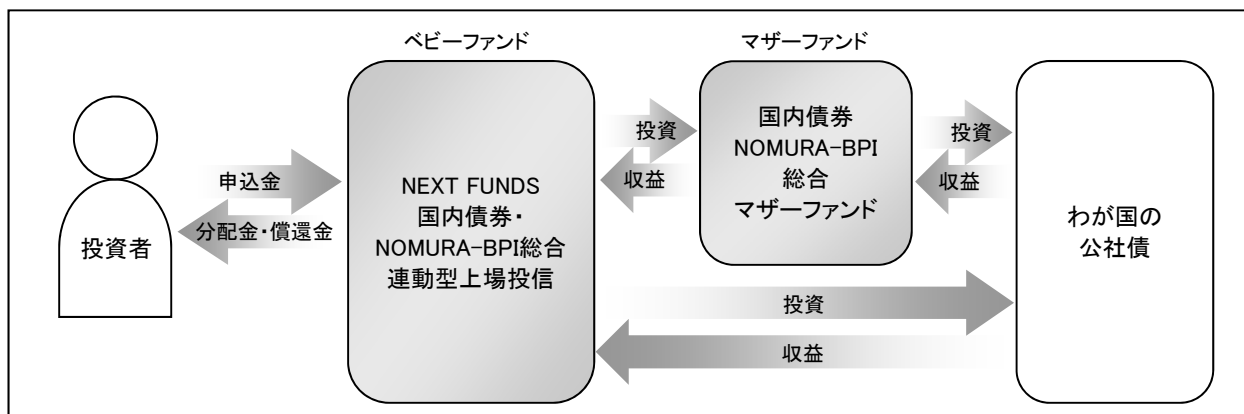 ベビーファンド
マザーファンド
投資者
申込金
分配金・償還金
NEXT FUNDS
国内債券・
NOMURA-BPI総合
連動型上場投信
投資
収益
国内債券
NOMURA-BPI
総合
マザーファンド
投資
収益
投資
収益
わが国の
公社債